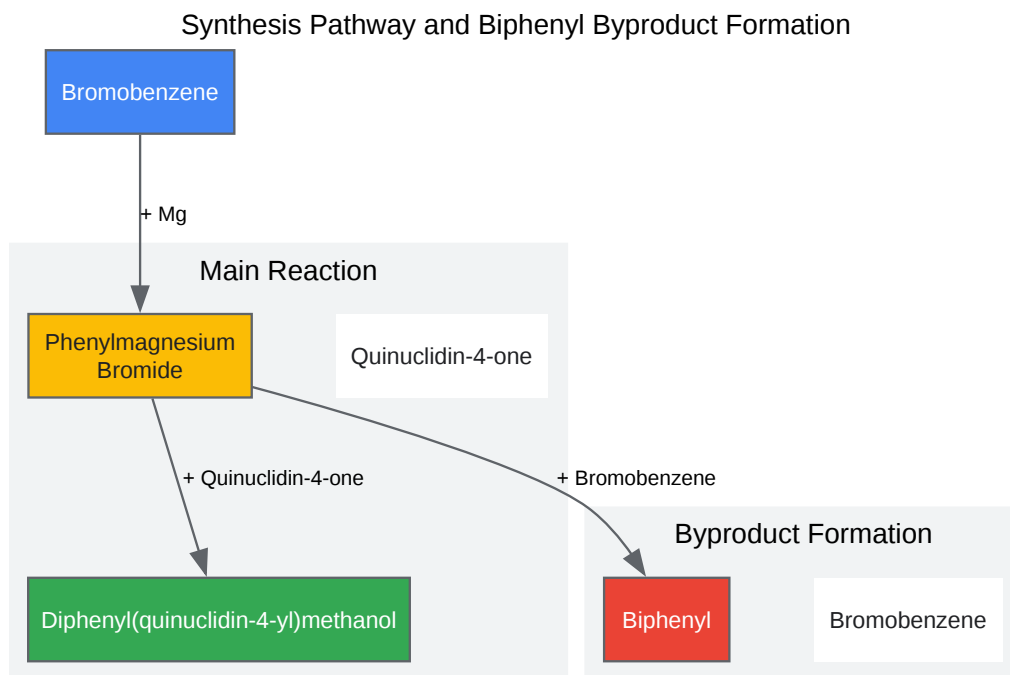 Synthesis Pathway and Biphenyl Byproduct Formation
Bromobenzene
+ Mg
Main Reaction
Phenylmagnesium
Bromide
Quinuclidin-4-one
+ Quinuclidin-4-one
+ Bromobenzene
Byproduct Formation
Diphenyl(quinuclidin-4-yl)methanol
Biphenyl
Bromobenzene